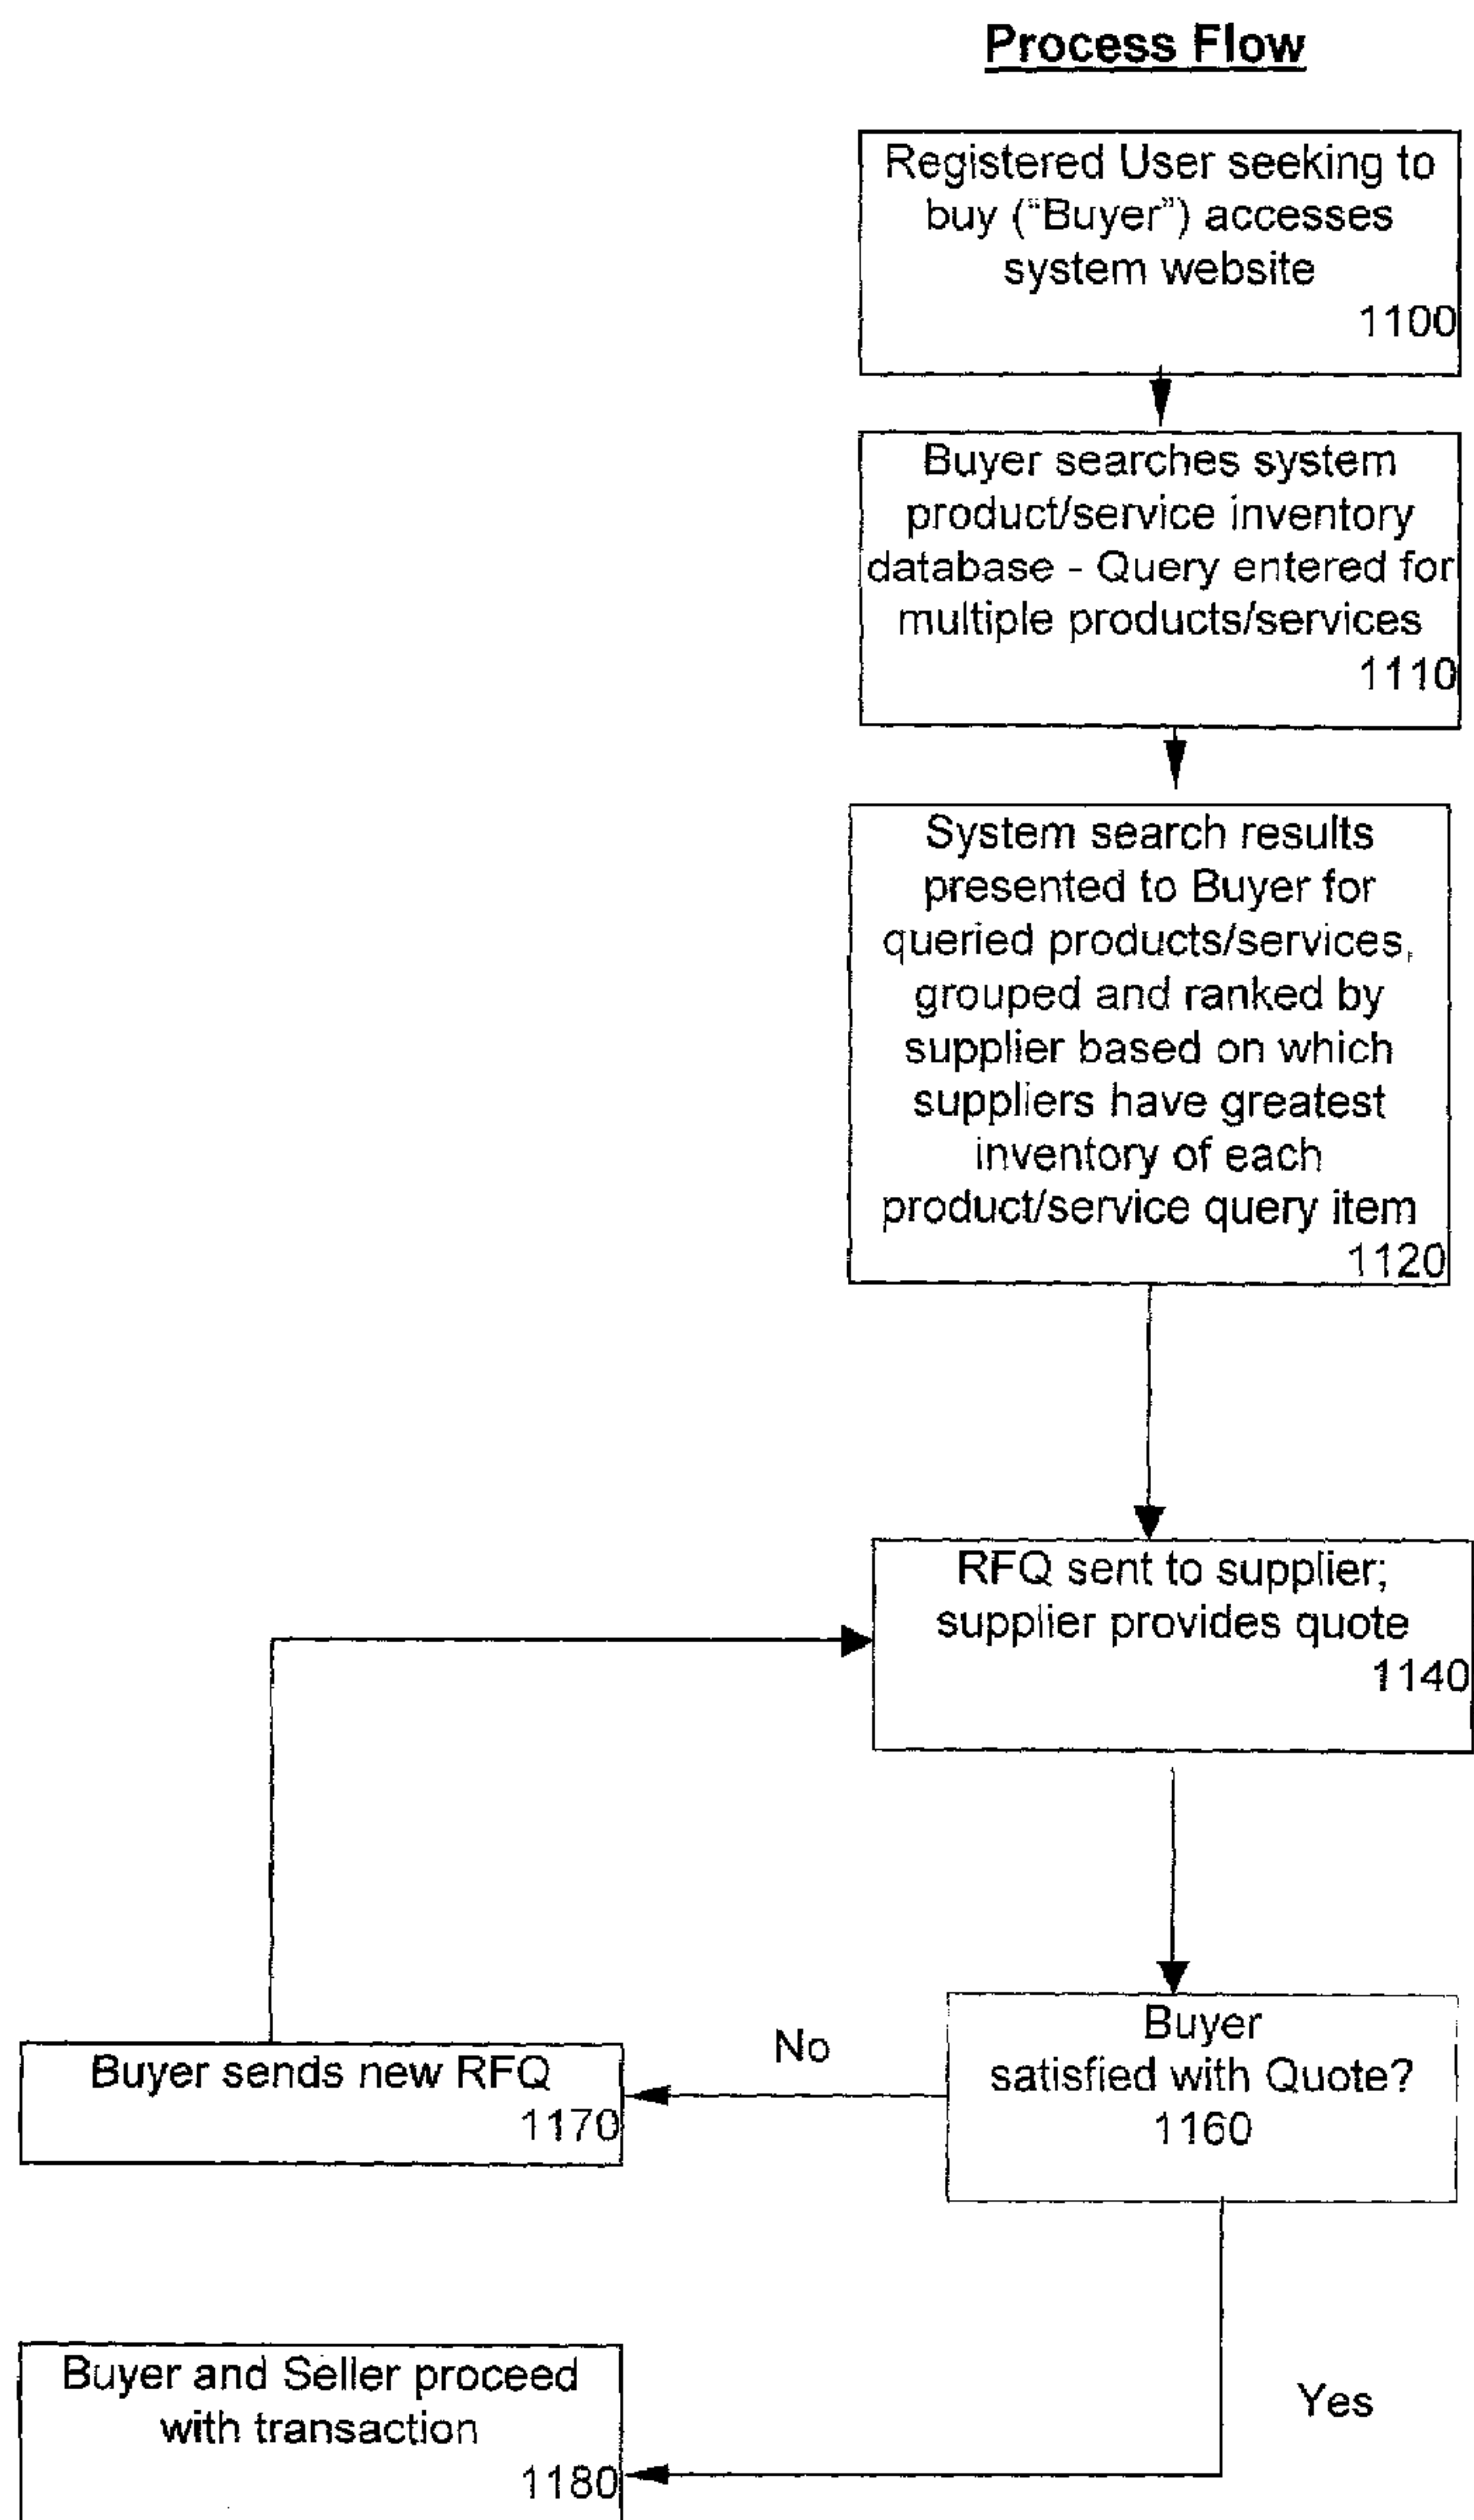 Process Flow
Registered User seeking to
buy ("Buyer") accesses
system website
1100
Buyer searches system
product/service inventory
database - Query entered for
multiple products/services
1110
System search results
presented to Buyer for
queried products/services,
grouped and ranked by
supplier based on which
suppliers have greatest
inventory of each
product/service query item
1120
RFQ sent to supplier;
supplier provides quote
1140
Buyer
satisfied with Quote?
1160
No
Buyer sends new RFQ
1170
Yes
Buyer and Seller proceed
with transaction
1180